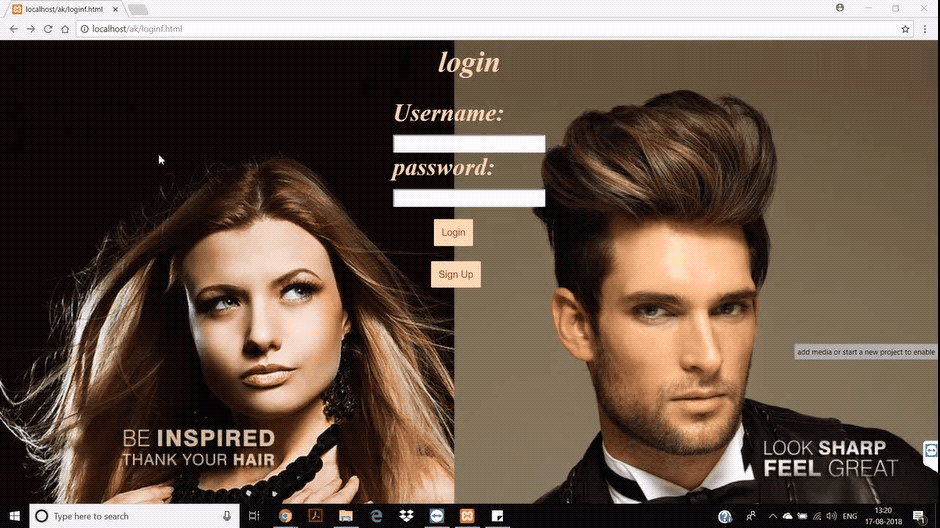 localhost/ak/loginf.html
localhost/ak/loginf.html
login
Username:
password:
Login
Sign Up
add media or start a new project to enable
BE INSPIRED
THANK YOUR HAIR
LOOK SHARP
FEEL GREAT
Type here to search
ENG
13:20
17-08-2018